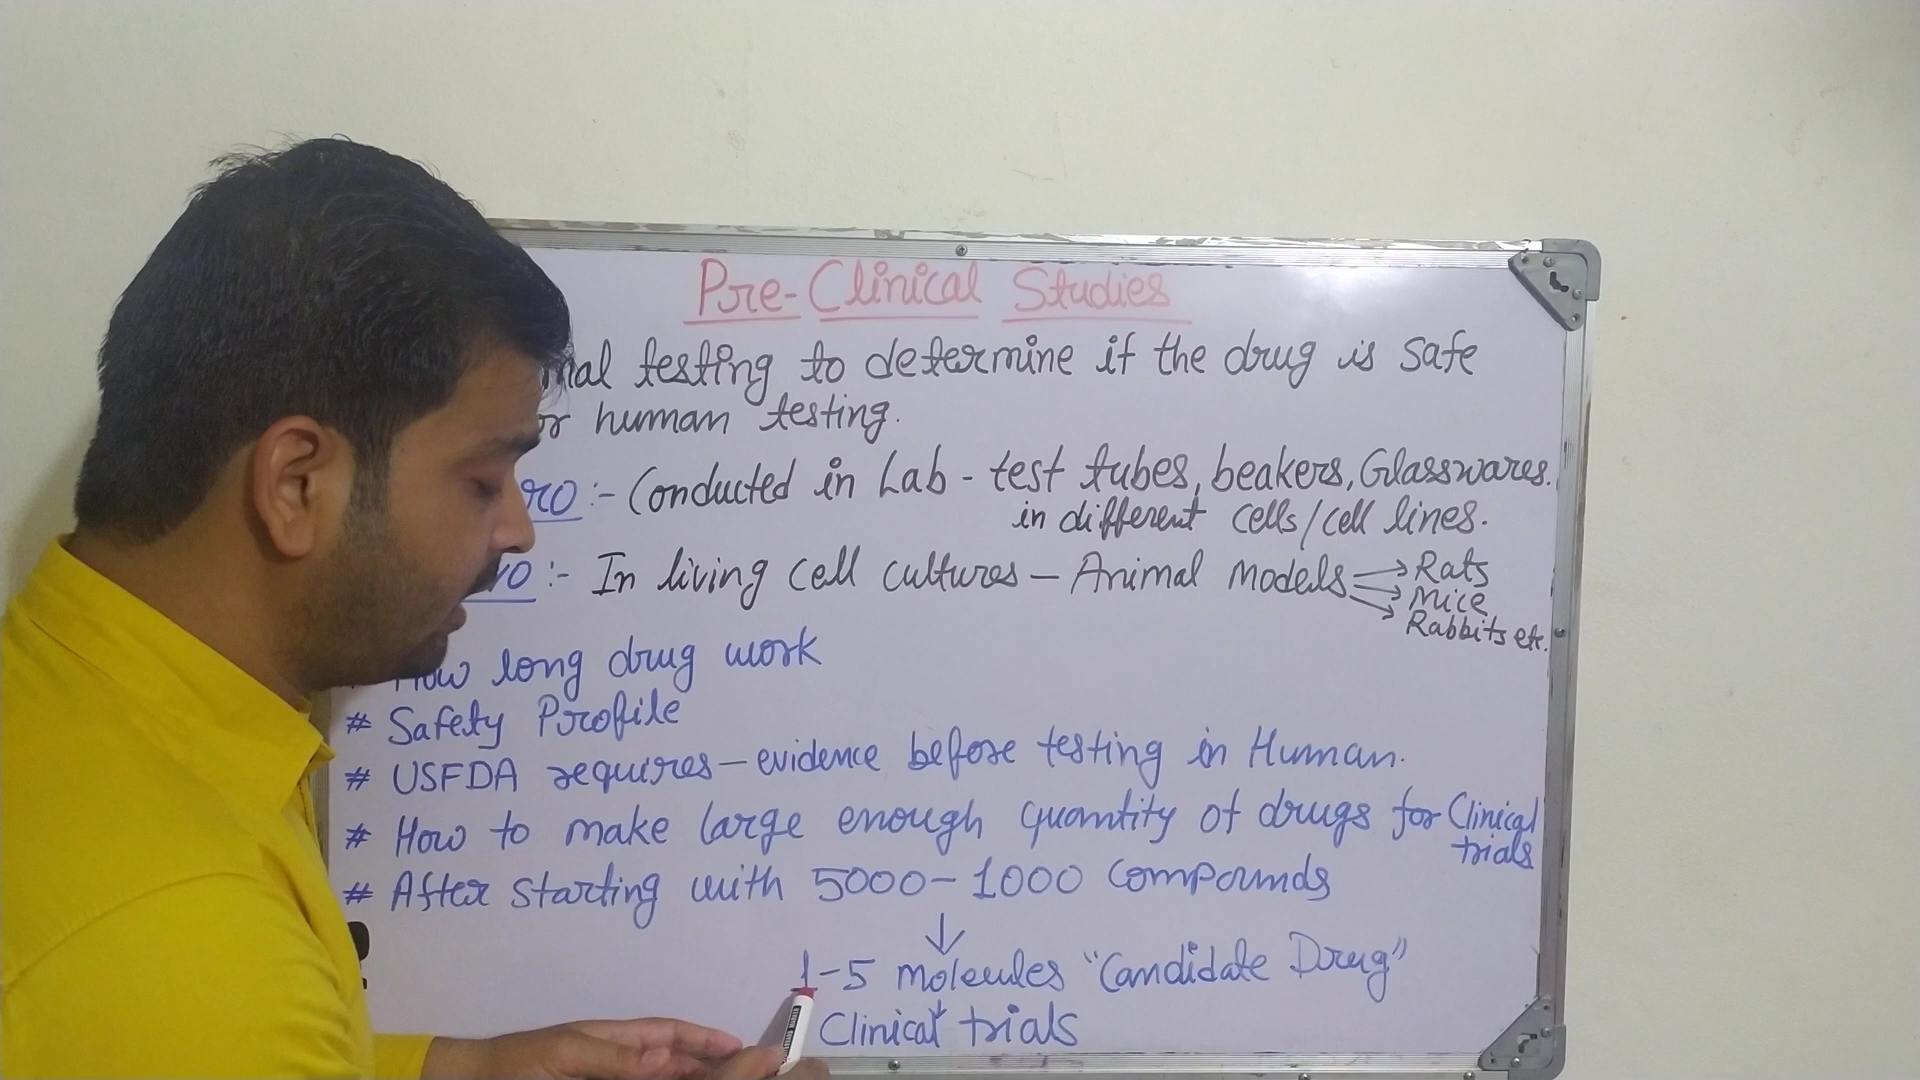 Pre-Clinical Studies
testing to determine if the drug is safe
human testing.
:- Conducted in Lab - test tubes, beakers, Glasswares.
in different cells/cell lines.
:- In living cell cultures – Animal Models → Rats
→ Mice
→ Rabbits etc.
How long drug work
# Safety Profile
# USFDA requires – evidence before testing in Human.
# How to make large enough quantity of drugs for Clinical
trials
# After starting with 5000 – 1000 Compounds
↓
1-5 molecules "Candidate Drug"
Clinical trials